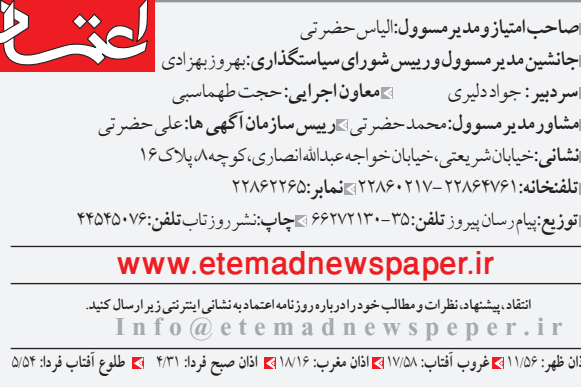 اعتماد
صاحب امتیاز و مدیر مسوول: الیاس حضرتی
جانشین مدیر مسوول و رییس شورای سیاستگذاری: بهروز بهزادی
سردبیر: جواد دلیری معاون اجرایی: حجت طهماسبی
مشاور مدیر مسوول: محمد حضرتی رییس سازمان آگهی ها: علی حضرتی
نشانی: خیابان شریعتی، خیابان خواجه عبدالله انصاری، کوچه ۸، پلاک ۱۶
تلفنخانه: ۲۲۸۶۴۷۶۱ - ۲۲۸۶۰۲۱۷ نمابر: ۲۲۸۶۲۲۶۵
توزیع: پیام رسان پیروز تلفن: ۳۵-۶۶۲۷۲۱۳۰ چاپ: نشر روز تاب تلفن: ۴۴۵۴۵۰۷۶
www.etemadnewspaper.ir
انتقاد، پیشنهاد، نظرات و مطالب خود را درباره روزنامه اعتماد به نشانی اینترنتی زیر ارسال کنید.
Info@etemadnewspeper.ir
اذان ظهر: ۱۱/۵۶ غروب آفتاب: ۱۷/۵۸ اذان مغرب: ۱۸/۱۶ اذان صبح فردا: ۴/۳۱ طلوع آفتاب فردا: ۵/۵۴